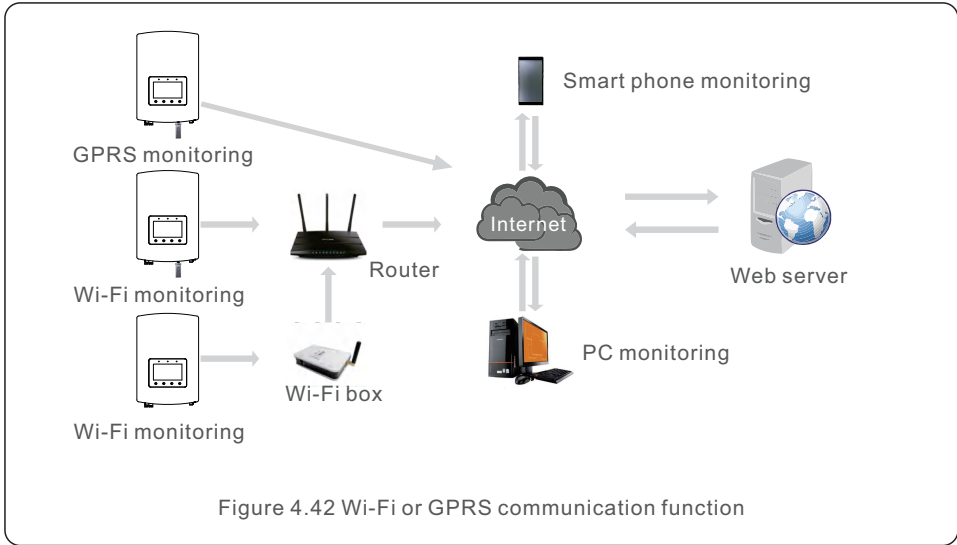 Smart phone monitoring
GPRS monitoring
Internet
Router
Web server
Wi-Fi monitoring
PC monitoring
Wi-Fi box
Wi-Fi monitoring
Figure 4.42 Wi-Fi or GPRS communication function